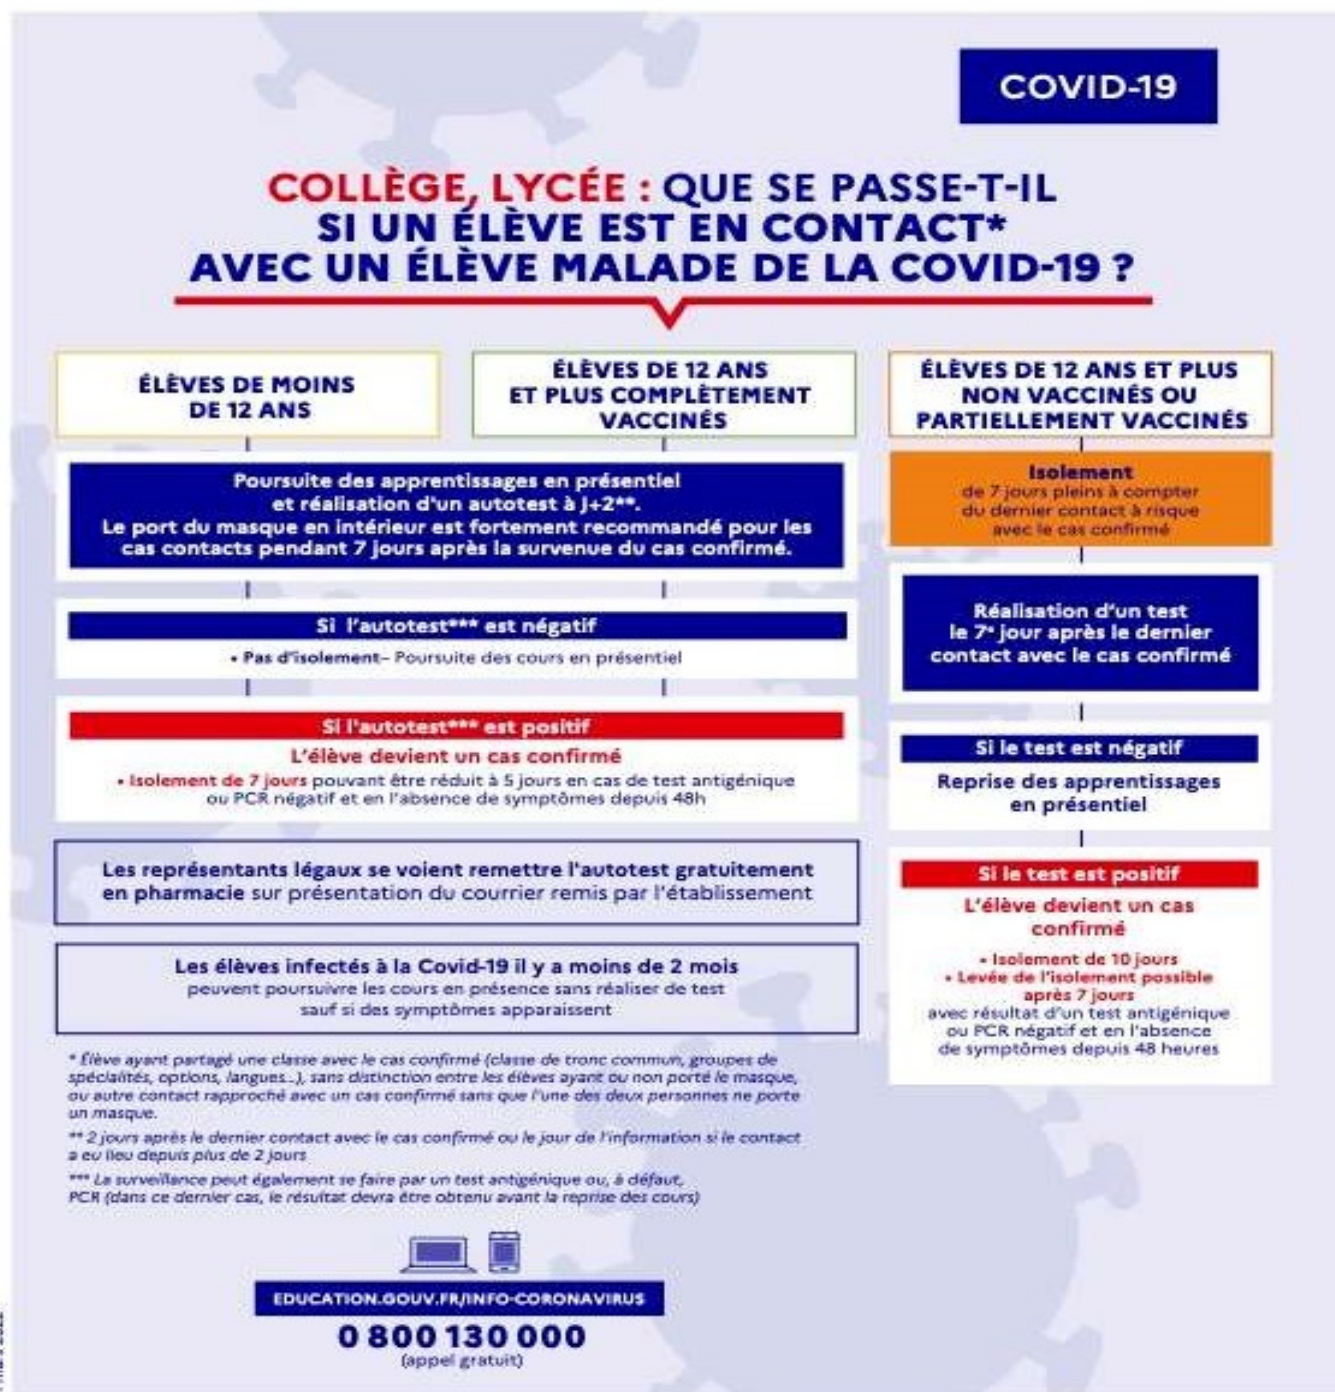 COVID-19
COLLÈGE, LYCÉE : QUE SE PASSE-T-IL
SI UN ÉLÈVE EST EN CONTACT*
AVEC UN ÉLÈVE MALADE DE LA COVID-19 ?
ÉLÈVES DE MOINS
DE 12 ANS
ÉLÈVES DE 12 ANS
ET PLUS COMPLÈTEMENT
VACCINÉS
Poursuite des apprentissages en présentiel
et réalisation d'un autotest à J+2**.
Le port du masque en intérieur est fortement recommandé pour les
cas contacts pendant 7 jours après la survenue du cas confirmé.
Si l'autotest*** est négatif
• Pas d'isolement– Poursuite des cours en présentiel
Si l'autotest*** est positif
L'élève devient un cas confirmé
• Isolement de 7 jours pouvant être réduit à 5 jours en cas de test antigénique
ou PCR négatif et en l'absence de symptômes depuis 48h
Les représentants légaux se voient remettre l'autotest gratuitement
en pharmacie sur présentation du courrier remis par l'établissement
Les élèves infectés à la Covid-19 il y a moins de 2 mois
peuvent poursuivre les cours en présence sans réaliser de test
sauf si des symptômes apparaissent
ÉLÈVES DE 12 ANS ET PLUS
NON VACCINÉS OU
PARTIELLEMENT VACCINÉS
Isolement
de 7 jours pleins à compter
du dernier contact à risque
avec le cas confirmé
Réalisation d'un test
le 7e jour après le dernier
contact avec le cas confirmé
Si le test est négatif
Reprise des apprentissages
en présentiel
Si le test est positif
L'élève devient un cas
confirmé
• Isolement de 10 jours
• Levée de l'isolement possible
après 7 jours
avec résultat d'un test antigénique
ou PCR négatif et en l'absence
de symptômes depuis 48 heures
* Élève ayant partagé une classe avec le cas confirmé (classe de tronc commun, groupes de
spécialités, options, langues...), sans distinction entre les élèves ayant ou non porté le masque,
ou autre contact rapproché avec un cas confirmé sans que l'une des deux personnes ne porte
un masque.
** 2 jours après le dernier contact avec le cas confirmé ou le jour de l'information si le contact
a eu lieu depuis plus de 2 jours
*** La surveillance peut également se faire par un test antigénique ou, à défaut,
PCR (dans ce dernier cas, le résultat devra être obtenu avant la reprise des cours)
EDUCATION.GOUV.FR/INFO-CORONAVIRUS
0 800 130 000
(appel gratuit)